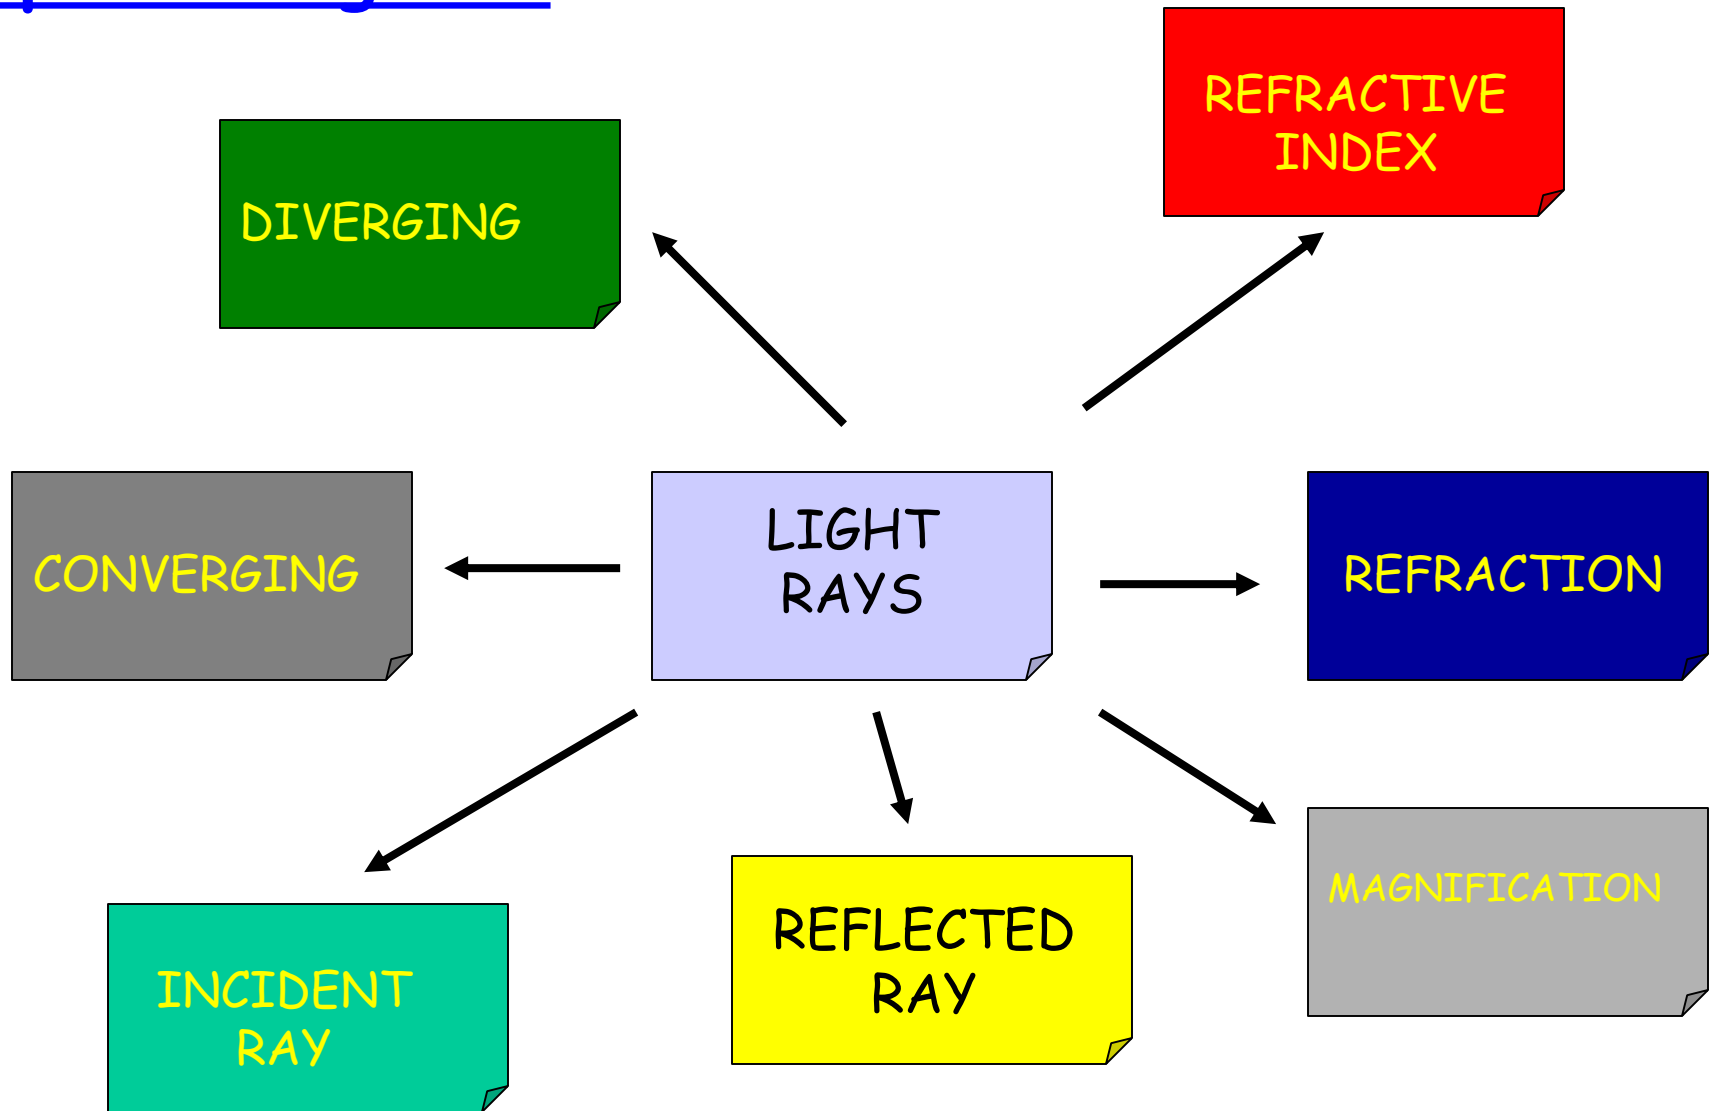 REFRACTIVE
INDEX
DIVERGING
LIGHT
RAYS
CONVERGING
REFRACTION
MAGNIFICATION
REFLECTED
RAY
INCIDENT
RAY